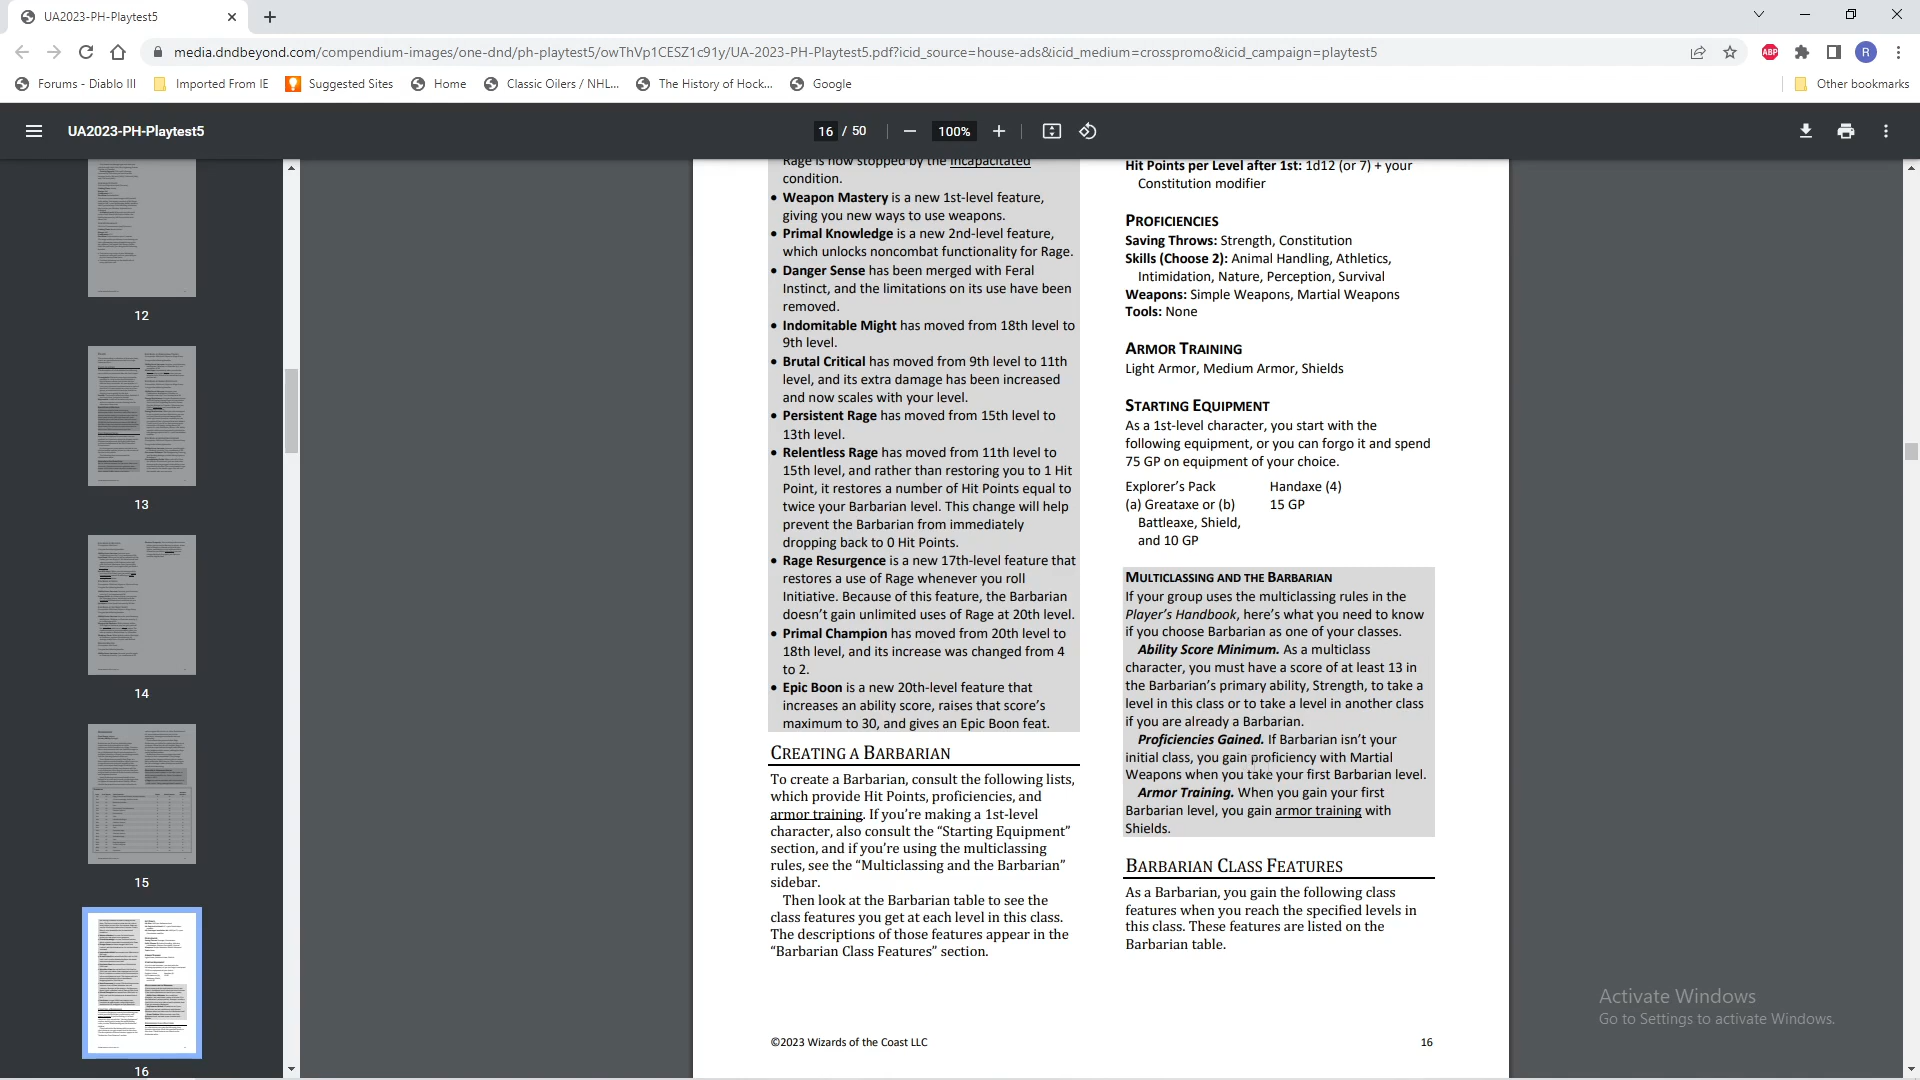 UA2023-PH-Playtest5
media.dndbeyond.com/compendium-images/one-dnd/ph-playtest5/owThVp1CESZ1c91y/UA-2023-PH-Playtest5.pdf?icid_source=house-ads&icid_medium=crosspromo&icid_campaign=playtest5
ABP
R
Forums - Diablo III
Imported From IE
Suggested Sites
Home
Classic Oilers / NHL...
The History of Hock...
Google
Other bookmarks
UA2023-PH-Playtest5
16 / 50
100%
12
13
14
15
16
Rage is now stopped by the Incapacitated
condition.
• Weapon Mastery is a new 1st-level feature,
giving you new ways to use weapons.
• Primal Knowledge is a new 2nd-level feature,
which unlocks noncombat functionality for Rage.
• Danger Sense has been merged with Feral
Instinct, and the limitations on its use have been
removed.
• Indomitable Might has moved from 18th level to
9th level.
• Brutal Critical has moved from 9th level to 11th
level, and its extra damage has been increased
and now scales with your level.
• Persistent Rage has moved from 15th level to
13th level.
• Relentless Rage has moved from 11th level to
15th level, and rather than restoring you to 1 Hit
Point, it restores a number of Hit Points equal to
twice your Barbarian level. This change will help
prevent the Barbarian from immediately
dropping back to 0 Hit Points.
• Rage Resurgence is a new 17th-level feature that
restores a use of Rage whenever you roll
Initiative. Because of this feature, the Barbarian
doesn't gain unlimited uses of Rage at 20th level.
• Primal Champion has moved from 20th level to
18th level, and its increase was changed from 4
to 2.
• Epic Boon is a new 20th-level feature that
increases an ability score, raises that score's
maximum to 30, and gives an Epic Boon feat.
CREATING A BARBARIAN
To create a Barbarian, consult the following lists,
which provide Hit Points, proficiencies, and
armor training. If you're making a 1st-level
character, also consult the “Starting Equipment”
section, and if you're using the multiclassing
rules, see the “Multiclassing and the Barbarian”
sidebar.
Then look at the Barbarian table to see the
class features you get at each level in this class.
The descriptions of those features appear in the
“Barbarian Class Features” section.
Hit Points per Level after 1st: 1d12 (or 7) + your
Constitution modifier
PROFICIENCIES
Saving Throws: Strength, Constitution
Skills (Choose 2): Animal Handling, Athletics,
Intimidation, Nature, Perception, Survival
Weapons: Simple Weapons, Martial Weapons
Tools: None
ARMOR TRAINING
Light Armor, Medium Armor, Shields
STARTING EQUIPMENT
As a 1st-level character, you start with the
following equipment, or you can forgo it and spend
75 GP on equipment of your choice.
Explorer's Pack
(a) Greataxe or (b)
Battleaxe, Shield,
and 10 GP
Handaxe (4)
15 GP
MULTICLASSING AND THE BARBARIAN
If your group uses the multiclassing rules in the
Player's Handbook, here's what you need to know
if you choose Barbarian as one of your classes.
Ability Score Minimum. As a multiclass
character, you must have a score of at least 13 in
the Barbarian's primary ability, Strength, to take a
level in this class or to take a level in another class
if you are already a Barbarian.
Proficiencies Gained. If Barbarian isn't your
initial class, you gain proficiency with Martial
Weapons when you take your first Barbarian level.
Armor Training. When you gain your first
Barbarian level, you gain armor training with
Shields.
BARBARIAN CLASS FEATURES
As a Barbarian, you gain the following class
features when you reach the specified levels in
this class. These features are listed on the
Barbarian table.
©2023 Wizards of the Coast LLC
16
Activate Windows
Go to Settings to activate Windows.